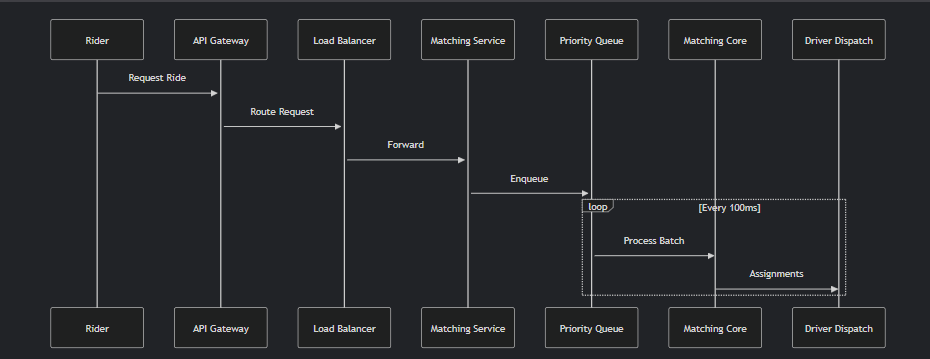 Rider
API Gateway
Load Balancer
Matching Service
Priority Queue
Matching Core
Driver Dispatch
Request Ride
Route Request
Forward
Enqueue
loop
[Every 100ms]
Process Batch
Assignments
Rider
API Gateway
Load Balancer
Matching Service
Priority Queue
Matching Core
Driver Dispatch